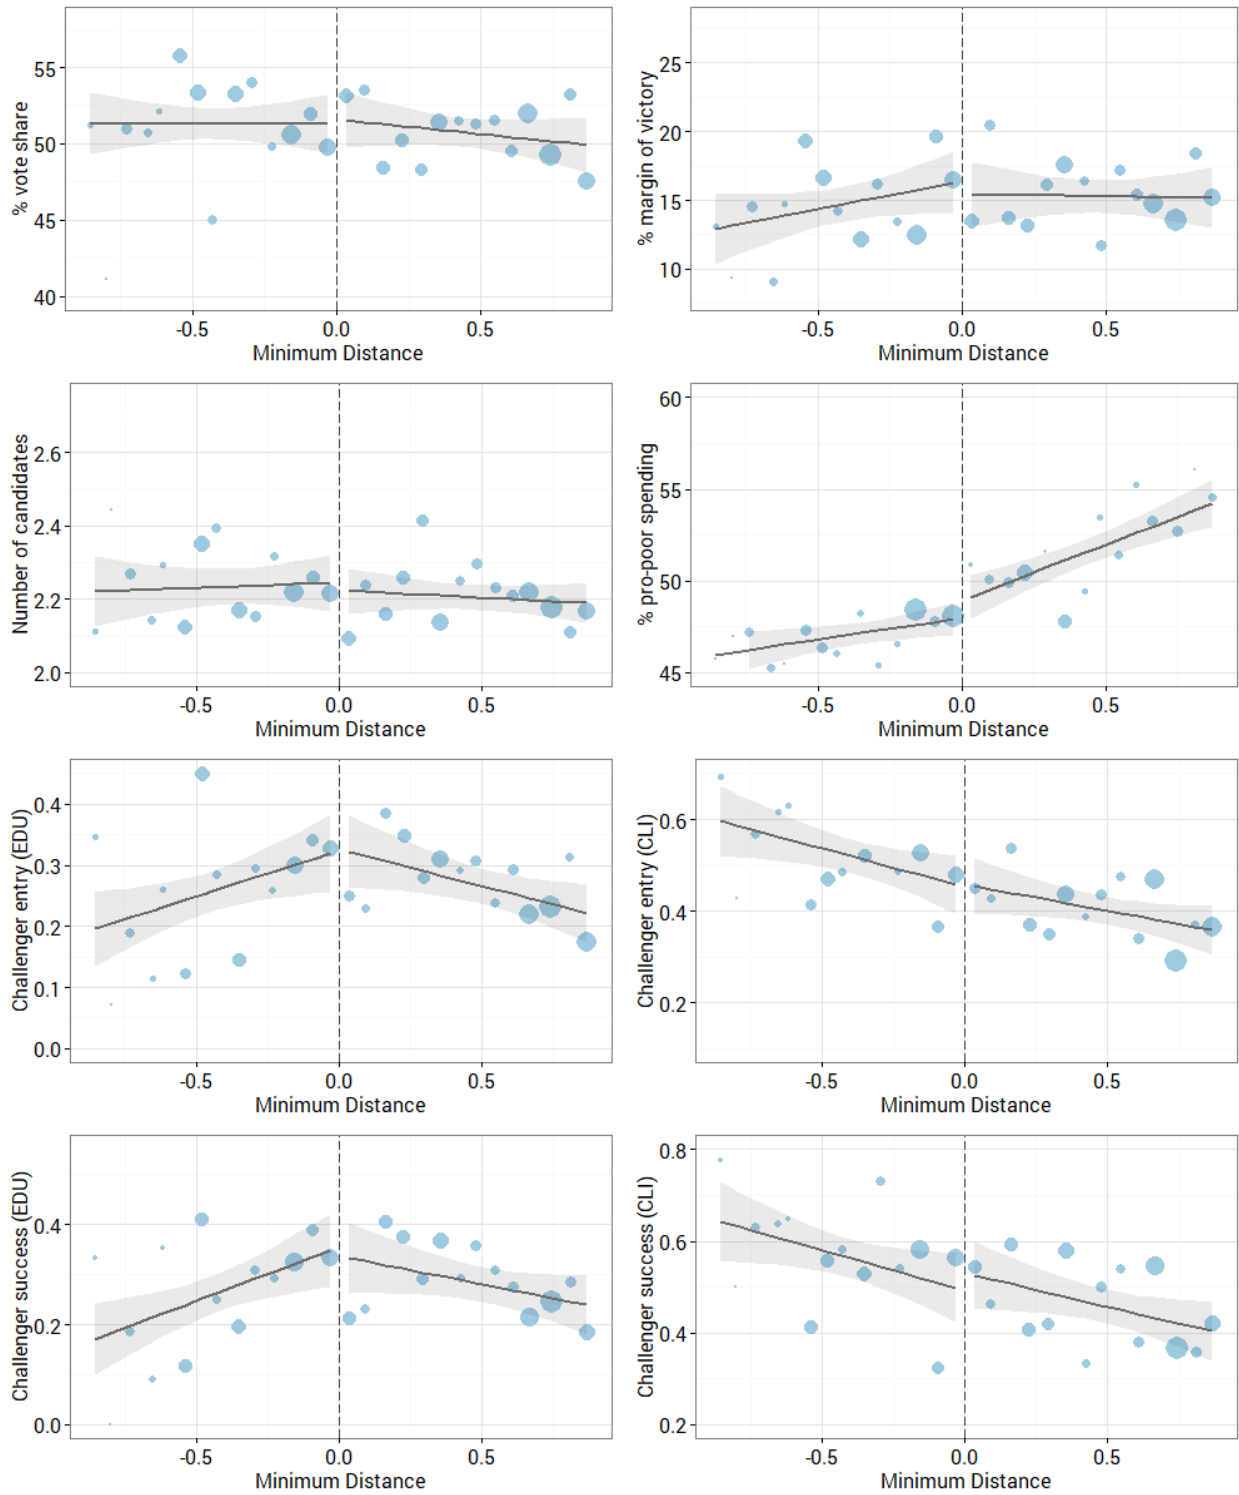 % vote share
55
50
45
40
-0.5 0.0 0.5
Minimum Distance
% margin of victory
25
20
15
10
-0.5 0.0 0.5
Minimum Distance
Number of candidates
2.6
2.4
2.2
2.0
-0.5 0.0 0.5
Minimum Distance
% pro-poor spending
60
55
50
45
-0.5 0.0 0.5
Minimum Distance
Challenger entry (EDU)
0.4
0.3
0.2
0.1
0.0
-0.5 0.0 0.5
Minimum Distance
Challenger entry (CLI)
0.6
0.4
0.2
-0.5 0.0 0.5
Minimum Distance
Challenger success (EDU)
0.4
0.2
0.0
-0.5 0.0 0.5
Minimum Distance
Challenger success (CLI)
0.8
0.6
0.4
0.2
-0.5 0.0 0.5
Minimum Distance